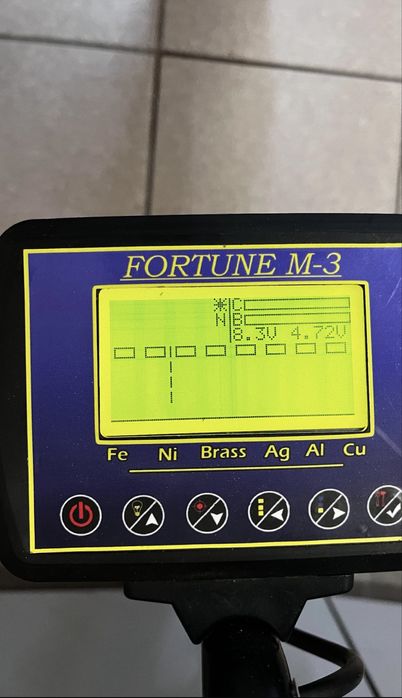 FORTUNE M-3
C
N B
8.3V 4.72V
Fe Ni Brass Ag Al Cu